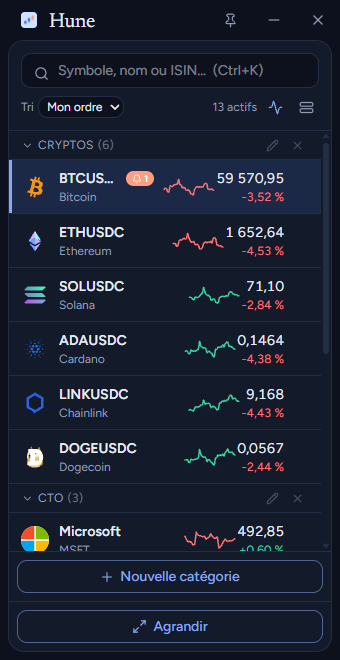 Hune
Symbole, nom ou ISIN... (Ctrl+K)
Tri Mon ordre 13 actifs
CRYPTOS (6)
BTCUS... 1 59 570,95
Bitcoin -3,52 %
ETHUSDC 1 652,64
Ethereum -4,53 %
SOLUSDC 71,10
Solana -2,84 %
ADAUSDC 0,1464
Cardano -4,38 %
LINKUSDC 9,168
Chainlink -4,43 %
DOGEUSDC 0,0567
Dogecoin -2,44 %
CTO (3)
Microsoft 492,85
MSFT +0,60 %
+ Nouvelle catégorie
Agrandir